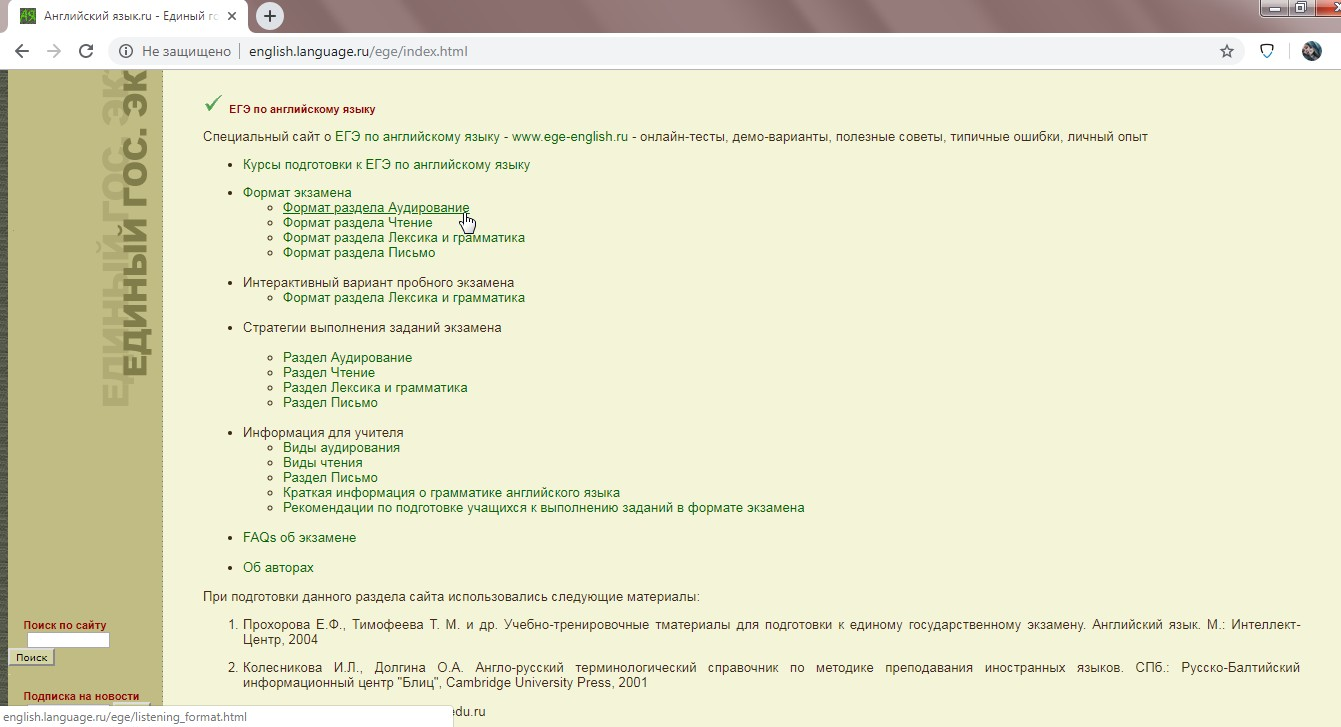 Английский язык.ru - Единый гс
Не защищено
english.language.ru/ege/index.html
ЕДИНЫЙ ГОС. ЭК
ЕДИНЫЙ ГОС. ЭК
ЕГЭ по английскому языку
Специальный сайт о ЕГЭ по английскому языку - www.ege-english.ru - онлайн-тесты, демо-варианты, полезные советы, типичные ошибки, личный опыт
Курсы подготовки к ЕГЭ по английскому языку
Формат экзамена
Формат раздела Аудирование
Формат раздела Чтение
Формат раздела Лексика и грамматика
Формат раздела Письмо
Интерактивный вариант пробного экзамена
Формат раздела Лексика и грамматика
Стратегии выполнения заданий экзамена
Раздел Аудирование
Раздел Чтение
Раздел Лексика и грамматика
Раздел Письмо
Информация для учителя
Виды аудирования
Виды чтения
Раздел Письмо
Краткая информация о грамматике английского языка
Рекомендации по подготовке учащихся к выполнению заданий в формате экзамена
FAQs об экзамене
Об авторах
При подготовки данного раздела сайта использовались следующие материалы:
1. Прохорова Е.Ф., Тимофеева Т. М. и др. Учебно-тренировочные тматериалы для подготовки к единому государственному экзамену. Английский язык. М.: Интеллект-
Центр, 2004
2. Колесникова И.Л., Долгина О.А. Англо-русский терминологический справочник по методике преподавания иностранных языков. СПб.: Русско-Балтийский
информационный центр "Блиц", Cambridge University Press, 2001
edu.ru
Поиск по сайту
Поиск
Подписка на новости
english.language.ru/ege/listening_format.html